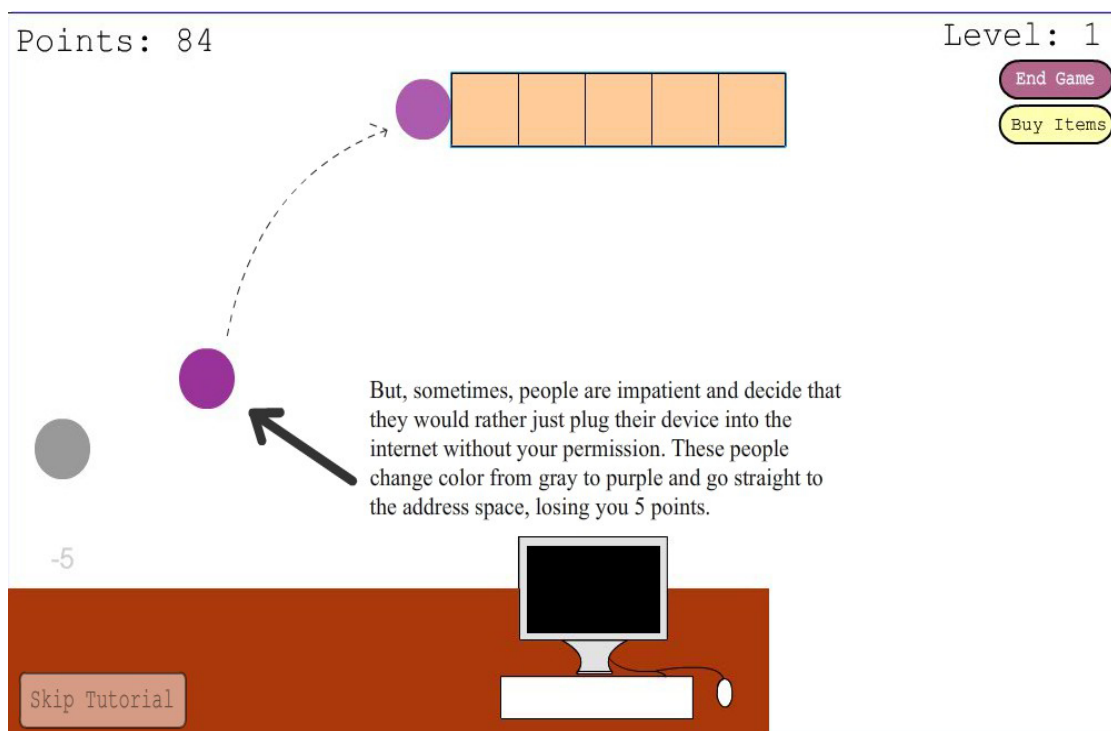 Points: 84
Level: 1
End Game
Buy Items
But, sometimes, people are impatient and decide that
they would rather just plug their device into the
internet without your permission. These people
change color from gray to purple and go straight to
the address space, losing you 5 points.
-5
Skip Tutorial